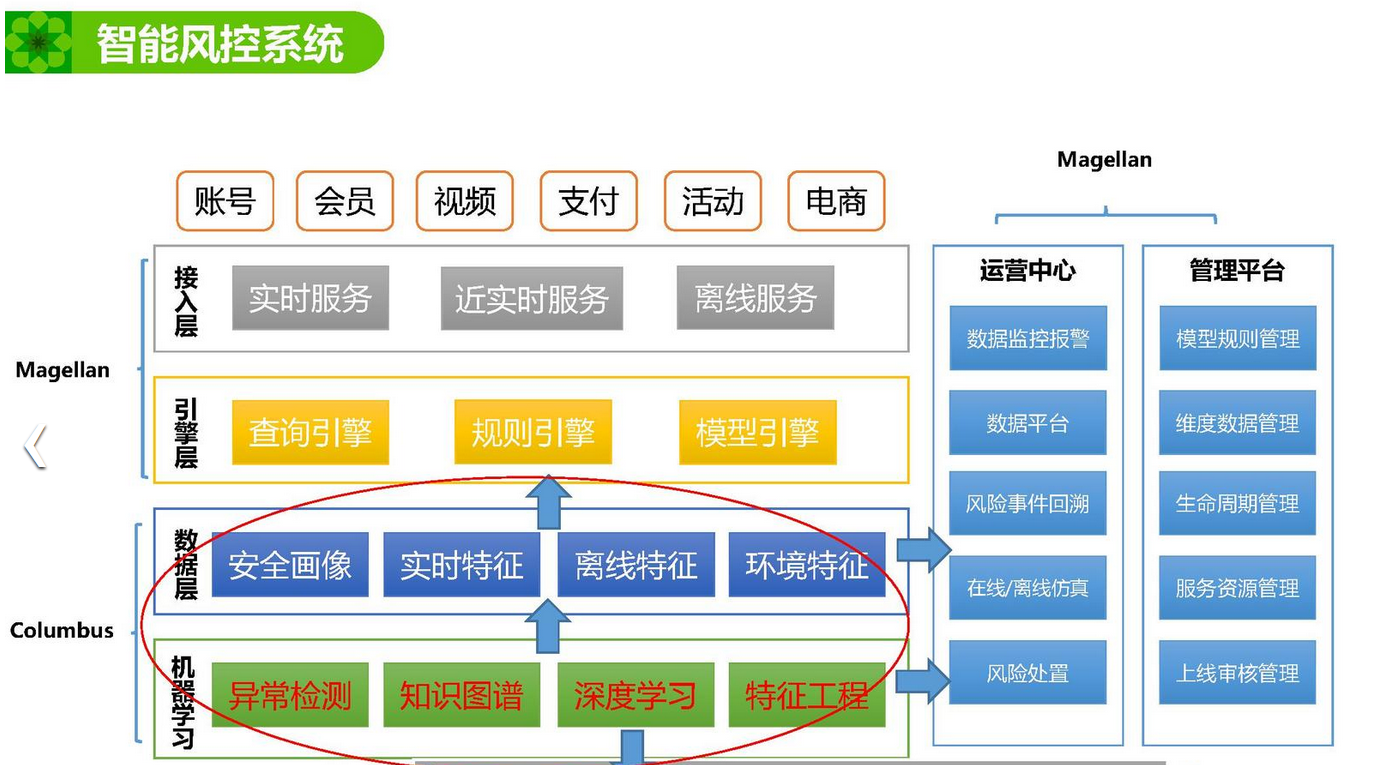 智能风控系统
Magellan
账号
会员
视频
支付
活动
电商
接入层
实时服务
近实时服务
离线服务
Magellan
引擎层
查询引擎
规则引擎
模型引擎
Columbus
数据层
安全画像
实时特征
离线特征
环境特征
机器学习
异常检测
知识图谱
深度学习
特征工程
运营中心
数据监控报警
数据平台
风险事件回溯
在线/离线仿真
风险处置
管理平台
模型规则管理
维度数据管理
生命周期管理
服务资源管理
上线审核管理